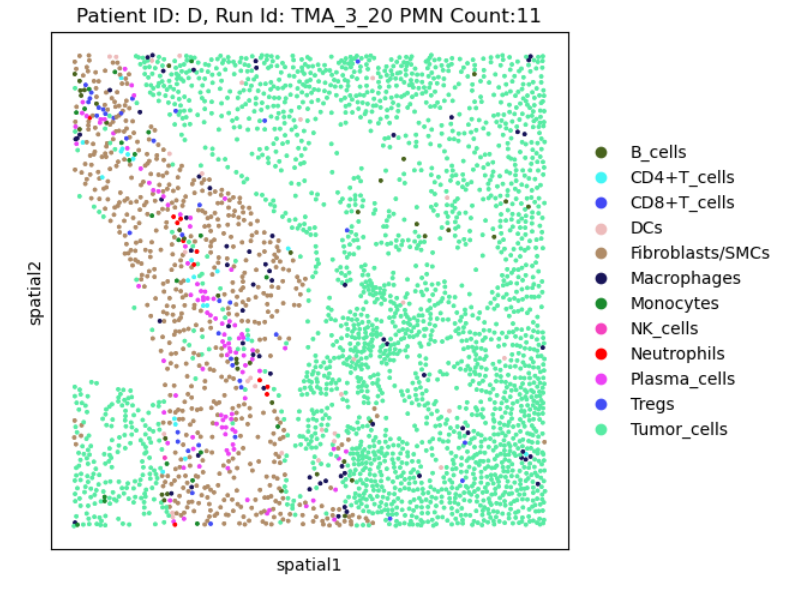 Patient ID: D, Run Id: TMA_3_20 PMN Count:11
spatial2
spatial1
B_cells
CD4+T_cells
CD8+T_cells
DCs
Fibroblasts/SMCs
Macrophages
Monocytes
NK_cells
Neutrophils
Plasma_cells
Tregs
Tumor_cells